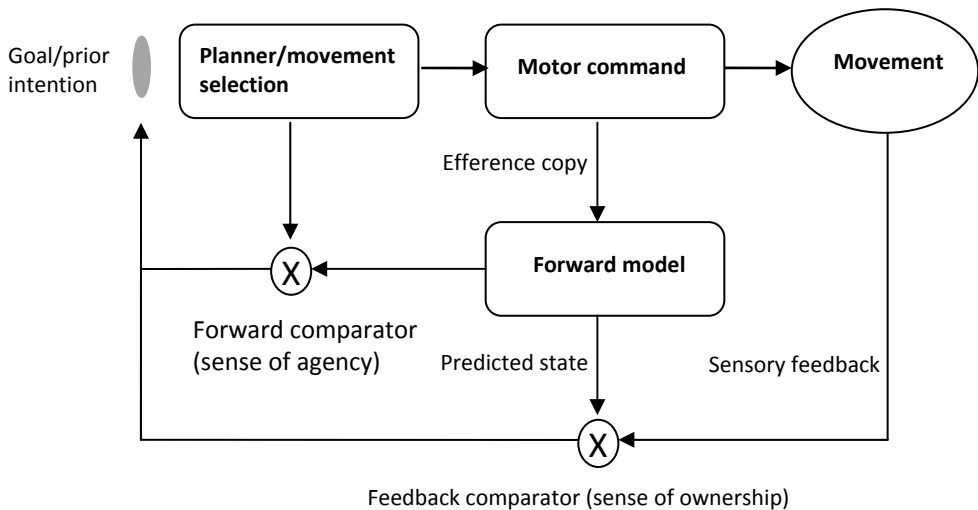 Goal/prior
intention
Planner/movement
selection
Motor command
Movement
Efference copy
Forward model
X
Forward comparator
(sense of agency)
Predicted state
Sensory feedback
X
Feedback comparator (sense of ownership)